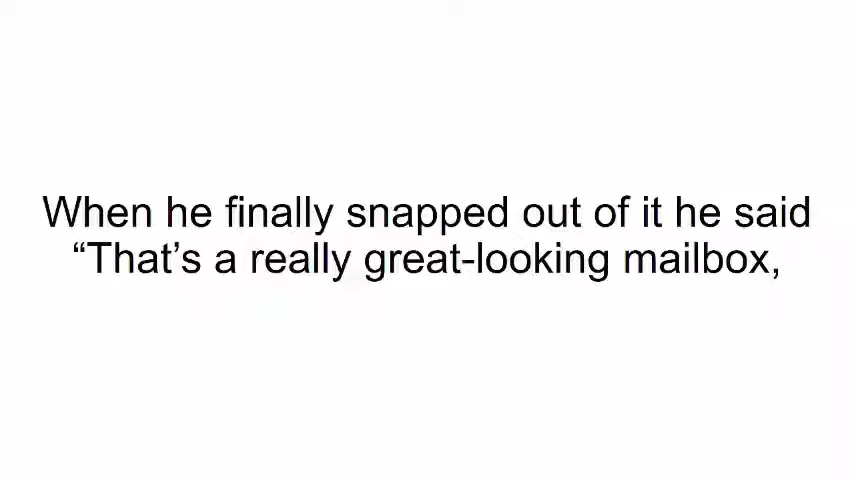 When he finally snapped out of it he said
“That’s a really great-looking mailbox,